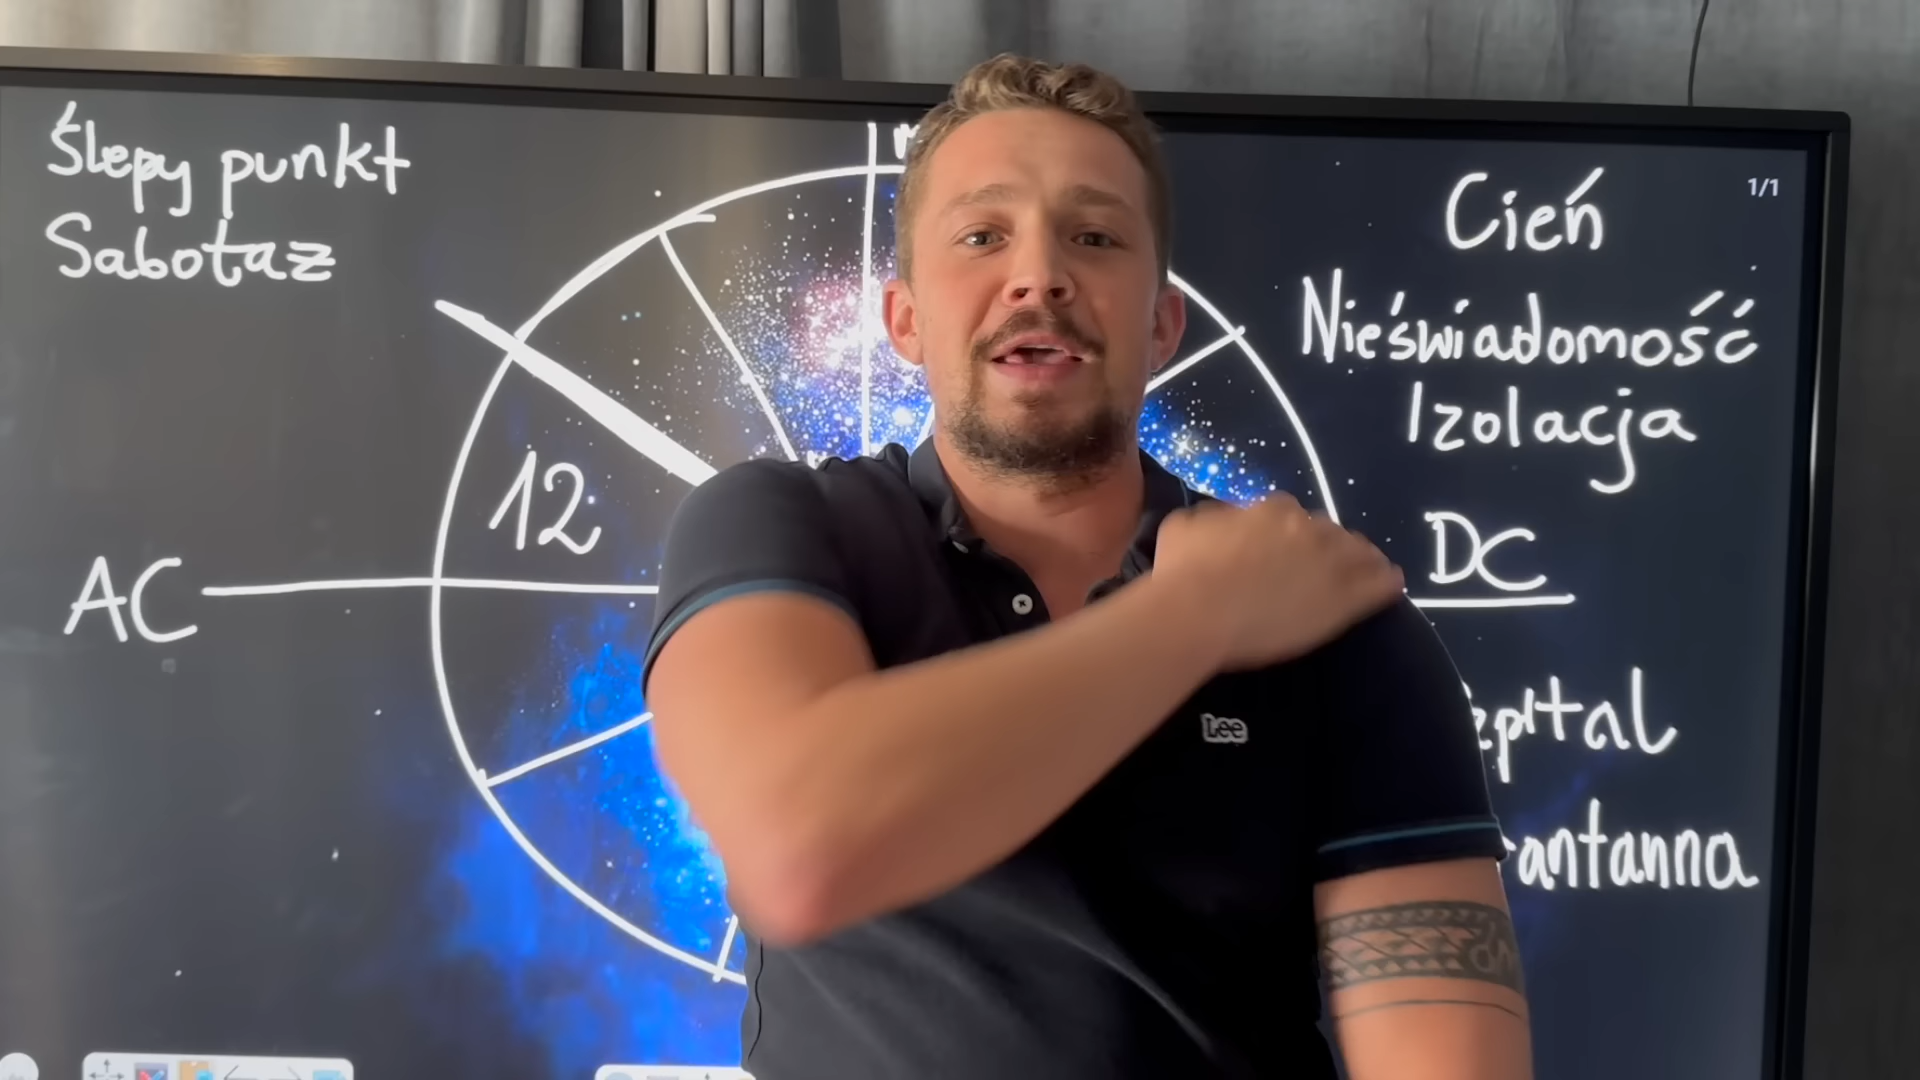 Ślepy punkt
Sabotaz
12
AC
Cień
1/1
Nieświadomość
Izolacja
DC
Lee